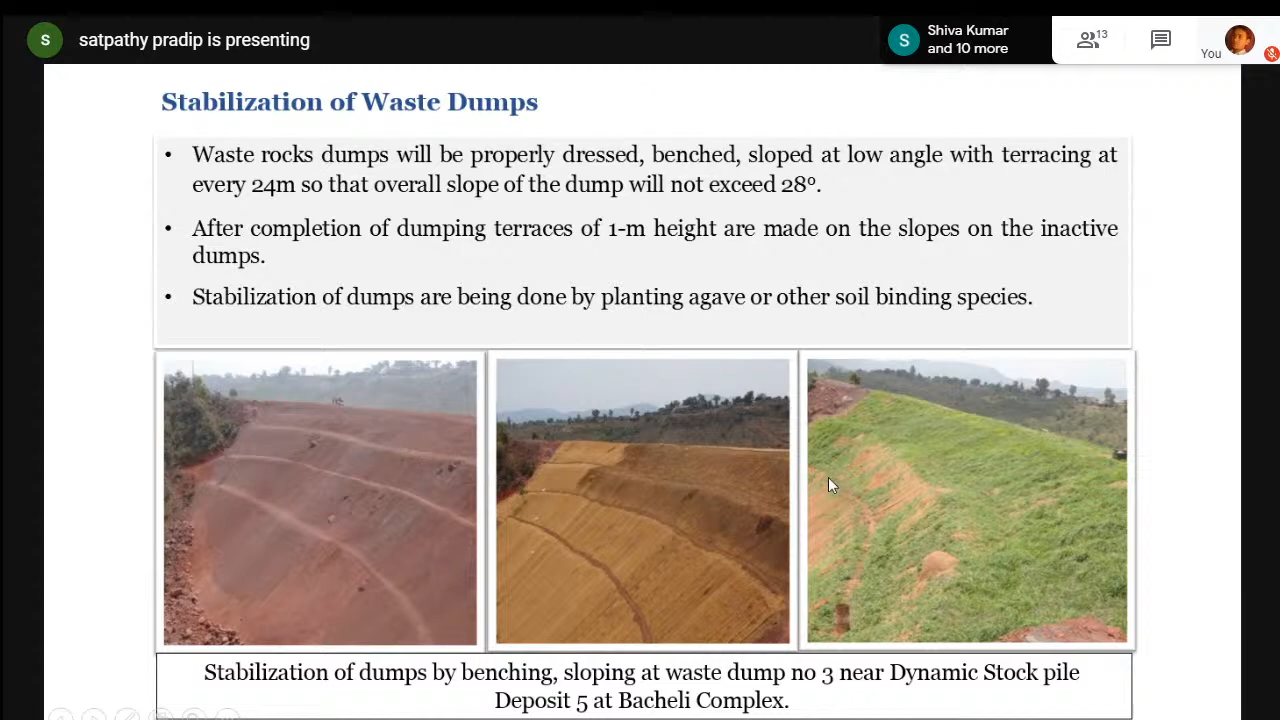 S
satpathy pradip is presenting
S
Shiva Kumar
and 10 more
13
You
Stabilization of Waste Dumps
• Waste rocks dumps will be properly dressed, benched, sloped at low angle with terracing at
every 24m so that overall slope of the dump will not exceed 28º.
• After completion of dumping terraces of 1-m height are made on the slopes on the inactive
dumps.
• Stabilization of dumps are being done by planting agave or other soil binding species.
Stabilization of dumps by benching, sloping at waste dump no 3 near Dynamic Stock pile
Deposit 5 at Bacheli Complex.